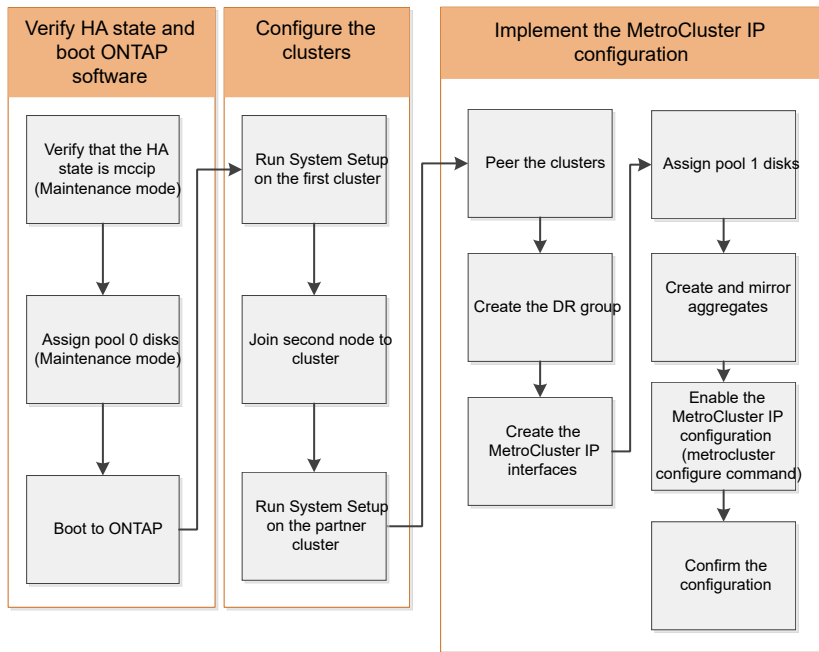 Verify HA state and
boot ONTAP
software
Verify that the HA
state is mccip
(Maintenance mode)
Assign pool 0 disks
(Maintenance mode)
Boot to ONTAP
Configure the
clusters
Run System Setup
on the first cluster
Join second node to
cluster
Run System Setup
on the partner
cluster
Implement the MetroCluster IP
configuration
Peer the clusters
Create the DR group
Create the
MetroCluster IP
interfaces
Assign pool 1 disks
Create and mirror
aggregates
Enable the
MetroCluster IP
configuration
(metrocluster
configure command)
Confirm the
configuration